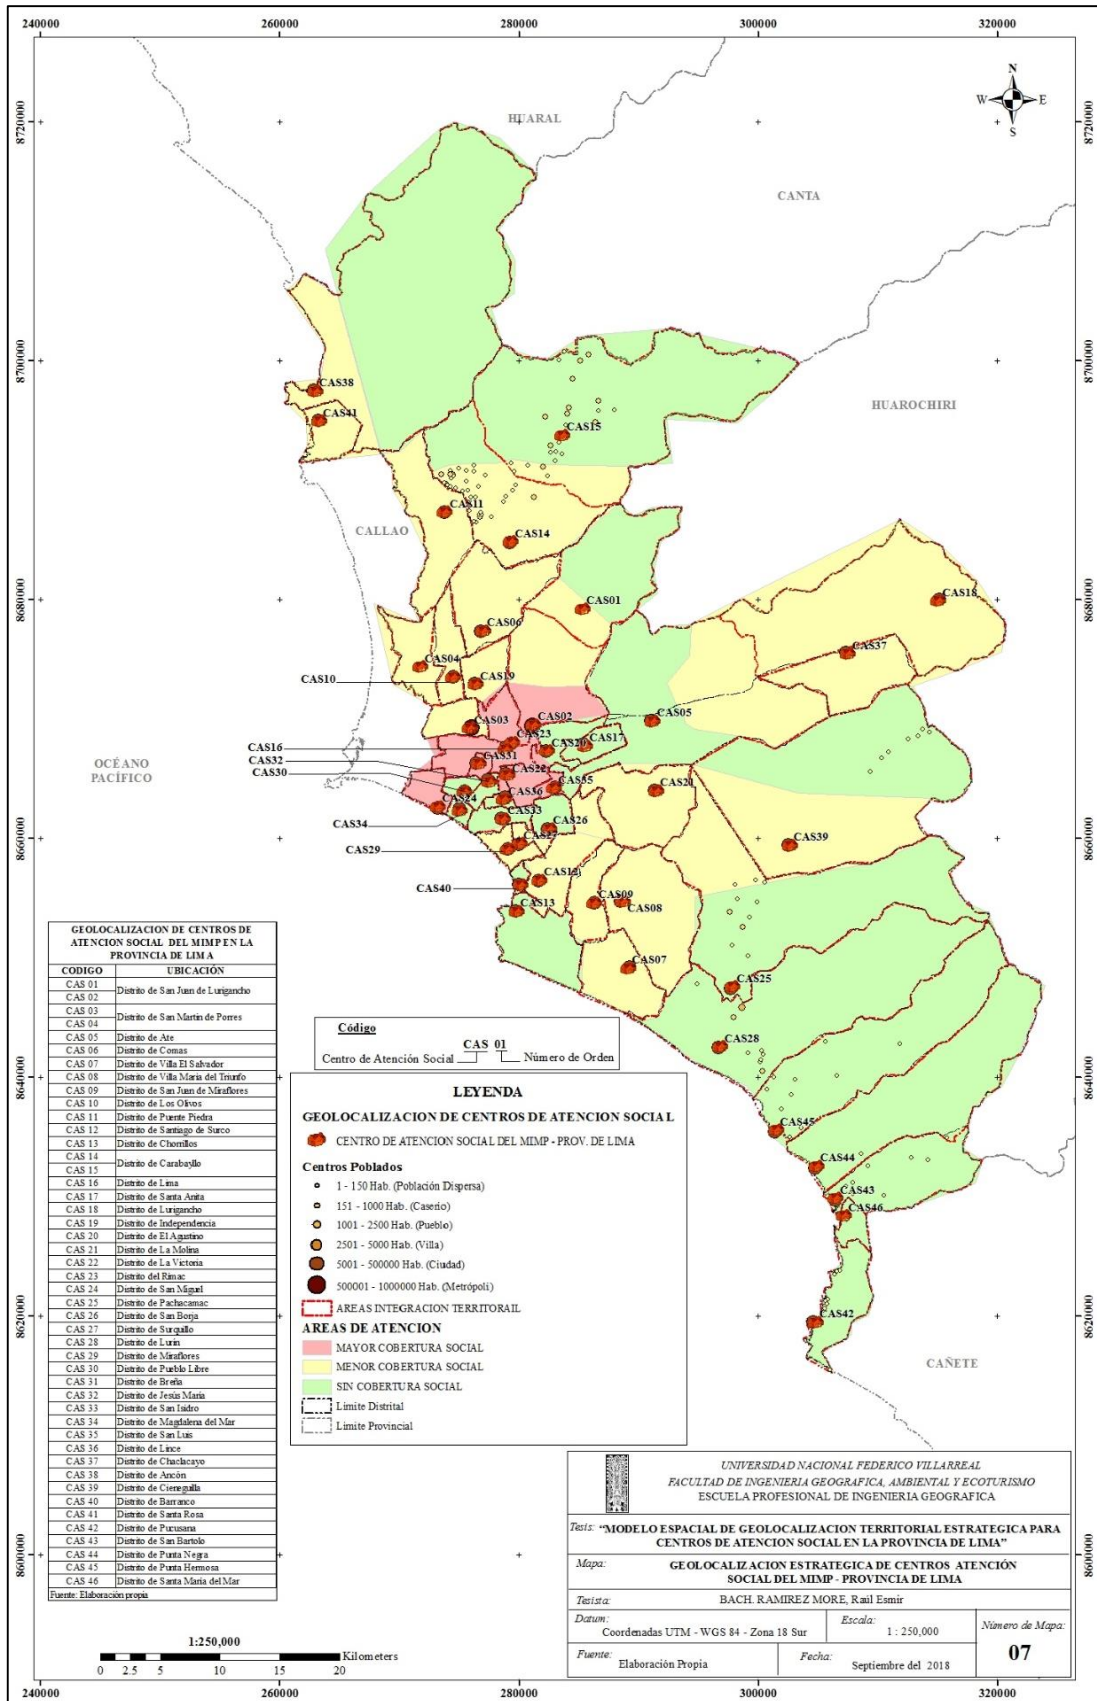 240000 260000 280000 300000 320000
8720000 8720000
8700000 8700000
8680000 8680000
8660000 8660000
8640000 8640000
8620000 8620000
8600000 8600000
N
W E
S
HUARAL
CANTA
HUAROCHIRI
CALLAO
OCÉANO
PACÍFICO
CAÑETE
CAS38
CAS41
CAS15
CAS11
CAS14
CAS01
CAS18
CAS06
CAS37
CAS04
CAS10
CAS19
CAS03
CAS02
CAS05
CAS23
CAS16
CAS20
CAS17
CAS31
CAS32
CAS22
CAS30
CAS35
CAS21
CAS36
CAS24
CAS33
CAS34
CAS26
CAS27
CAS29
CAS39
CAS12
CAS40
CAS09
CAS08
CAS13
CAS07
CAS25
CAS28
CAS45
CAS44
CAS43
CAS46
CAS42
GEOLOCALIZACION DE CENTROS DE
ATENCION SOCIAL DEL MIMP EN LA
PROVINCIA DE LIMA
CODIGO UBICACIÓN
CAS 01
CAS 02 Distrito de San Juan de Lurigancho
CAS 03
CAS 04 Distrito de San Martin de Porres
CAS 05 Distrito de Ate
CAS 06 Distrito de Comas
CAS 07 Distrito de Villa El Salvador
CAS 08 Distrito de Villa Maria del Triunfo
CAS 09 Distrito de San Juan de Miraflores
CAS 10 Distrito de Los Olivos
CAS 11 Distrito de Puente Piedra
CAS 12 Distrito de Santiago de Surco
CAS 13 Distrito de Chorrillos
CAS 14
CAS 15 Distrito de Carabayllo
CAS 16 Distrito de Lima
CAS 17 Distrito de Santa Anita
CAS 18 Distrito de Lurigancho
CAS 19 Distrito de Independencia
CAS 20 Distrito de El Agustino
CAS 21 Distrito de La Molina
CAS 22 Distrito de La Victoria
CAS 23 Distrito del Rimac
CAS 24 Distrito de San Miguel
CAS 25 Distrito de Pachacamac
CAS 26 Distrito de San Borja
CAS 27 Distrito de Surquillo
CAS 28 Distrito de Lurin
CAS 29 Distrito de Miraflores
CAS 30 Distrito de Pueblo Libre
CAS 31 Distrito de Breña
CAS 32 Distrito de Jesús Maria
CAS 33 Distrito de San Isidro
CAS 34 Distrito de Magdalena del Mar
CAS 35 Distrito de San Luis
CAS 36 Distrito de Lince
CAS 37 Distrito de Chaclacayo
CAS 38 Distrito de Ancón
CAS 39 Distrito de Cieneguilla
CAS 40 Distrito de Barranco
CAS 41 Distrito de Santa Rosa
CAS 42 Distrito de Pucusana
CAS 43 Distrito de San Bartolo
CAS 44 Distrito de Punta Negra
CAS 45 Distrito de Punta Hermosa
CAS 46 Distrito de Santa Maria del Mar
Fuente: Elaboración propia
Código
CAS 01
Centro de Atención Social Número de Orden
LEYENDA
GEOLOCALIZACION DE CENTROS DE ATENCION SOCIAL
CENTRO DE ATENCION SOCIAL DEL MIMP - PROV. DE LIMA
Centros Poblados
1 - 150 Hab. (Población Dispersa)
151 - 1000 Hab. (Caserio)
1001 - 2500 Hab. (Pueblo)
2501 - 5000 Hab. (Villa)
5001 - 500000 Hab. (Ciudad)
500001 - 1000000 Hab. (Metrópoli)
AREAS INTEGRACION TERRITORAIL
AREAS DE ATENCION
MAYOR COBERTURA SOCIAL
MENOR COBERTURA SOCIAL
SIN COBERTURA SOCIAL
Limite Distrital
Limite Provincial
UNIVERSIDAD NACIONAL FEDERICO VILLARREAL
FACULTAD DE INGENIERIA GEOGRAFICA, AMBIENTAL Y ECOTURISMO
ESCUELA PROFESIONAL DE INGENIERIA GEOGRAFICA
Tesis: "MODELO ESPACIAL DE GEOLOCALIZACION TERRITORIAL ESTRATEGICA PARA
CENTROS DE ATENCION SOCIAL EN LA PROVINCIA DE LIMA"
Mapa: GEOLOCALIZACION ESTRATEGICA DE CENTROS ATENCIÓN
SOCIAL DEL MIMP - PROVINCIA DE LIMA
Tesista: BACH. RAMIREZ MORE, Raúl Esmir
Datum: Coordenadas UTM - WGS 84 - Zona 18 Sur
Escala: 1 : 250,000
Número de Mapa: 07
Fuente: Elaboración Propia
Fecha: Septiembre del 2018
1:250,000
Kilometers
0 2.5 5 10 15 20
240000 260000 280000 300000 320000